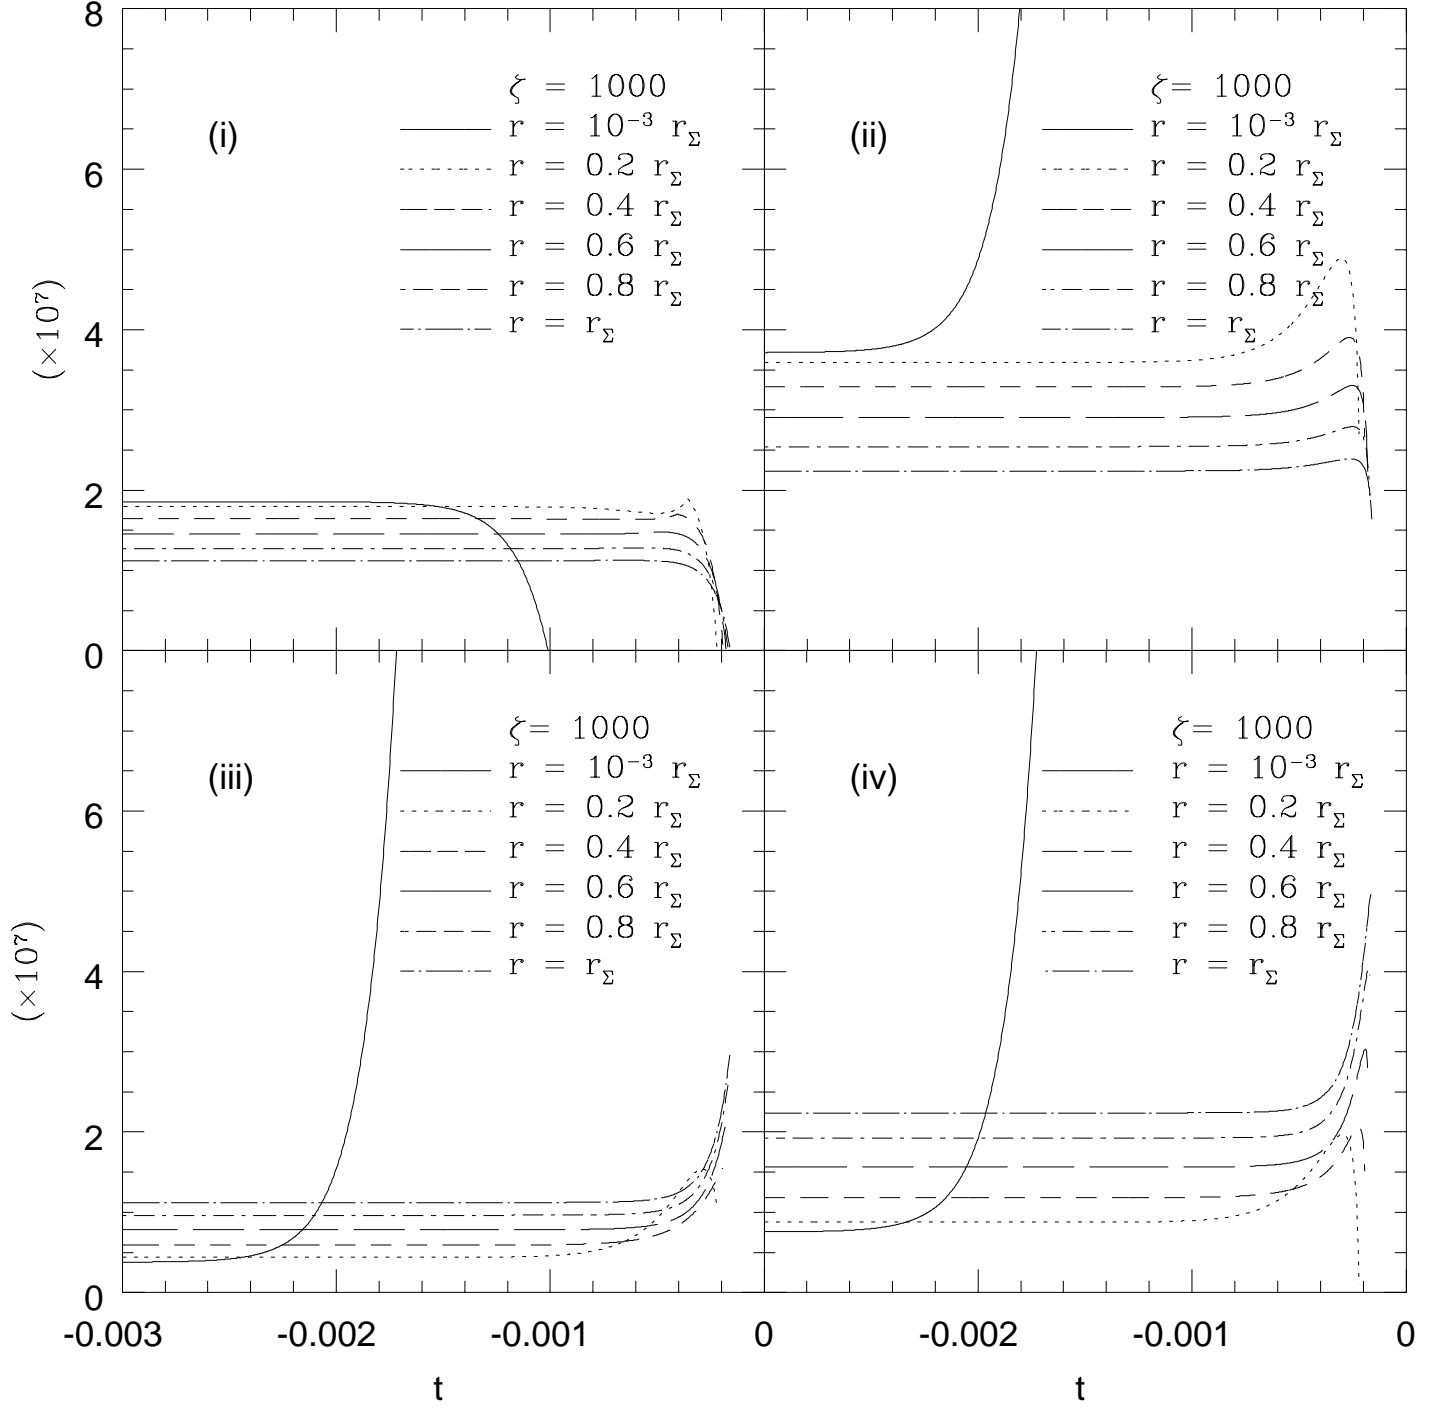 8
6
4
2
0
(×10⁷)
(i)
ζ = 1000
r = 10⁻³ r_Σ
r = 0.2 r_Σ
r = 0.4 r_Σ
r = 0.6 r_Σ
r = 0.8 r_Σ
r = r_Σ
(ii)
ζ= 1000
r = 10⁻³ r_Σ
r = 0.2 r_Σ
r = 0.4 r_Σ
r = 0.6 r_Σ
r = 0.8 r_Σ
r = r_Σ
6
4
2
0
(×10⁷)
(iii)
ζ= 1000
r = 10⁻³ r_Σ
r = 0.2 r_Σ
r = 0.4 r_Σ
r = 0.6 r_Σ
r = 0.8 r_Σ
r = r_Σ
(iv)
ζ= 1000
r = 10⁻³ r_Σ
r = 0.2 r_Σ
r = 0.4 r_Σ
r = 0.6 r_Σ
r = 0.8 r_Σ
r = r_Σ
-0.003 -0.002 -0.001 0 -0.002 -0.001 0
t t